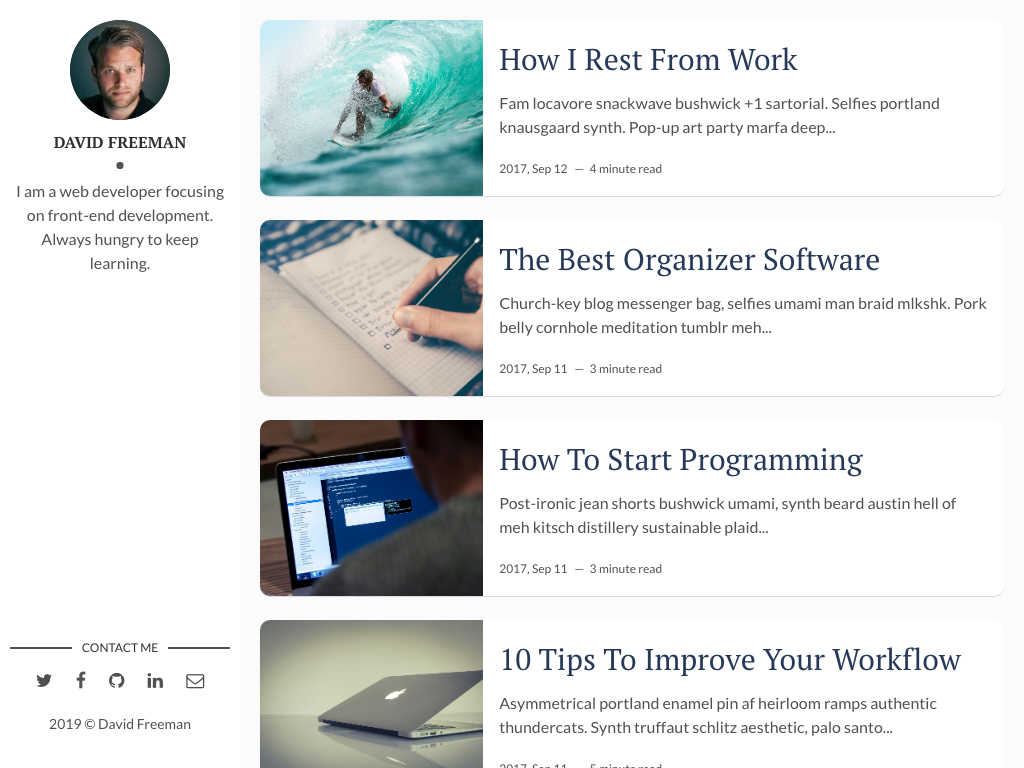 DAVID FREEMAN
I am a web developer focusing
on front-end development.
Always hungry to keep
learning.
CONTACT ME
2019 © David Freeman
How I Rest From Work
Fam locavore snackwave bushwick +1 sartorial. Selfies portland
knausgaard synth. Pop-up art party marfa deep...
2017, Sep 12 — 4 minute read
The Best Organizer Software
Church-key blog messenger bag, selfies umami man braid mlkshk. Pork
belly cornhole meditation tumblr meh...
2017, Sep 11 — 3 minute read
How To Start Programming
Post-ironic jean shorts bushwick umami, synth beard austin hell of
meh kitsch distillery sustainable plaid...
2017, Sep 11 — 3 minute read
10 Tips To Improve Your Workflow
Asymmetrical portland enamel pin af heirloom ramps authentic
thundercats. Synth truffaut schlitz aesthetic, palo santo...
2017, Sep 11 — 5 minute read